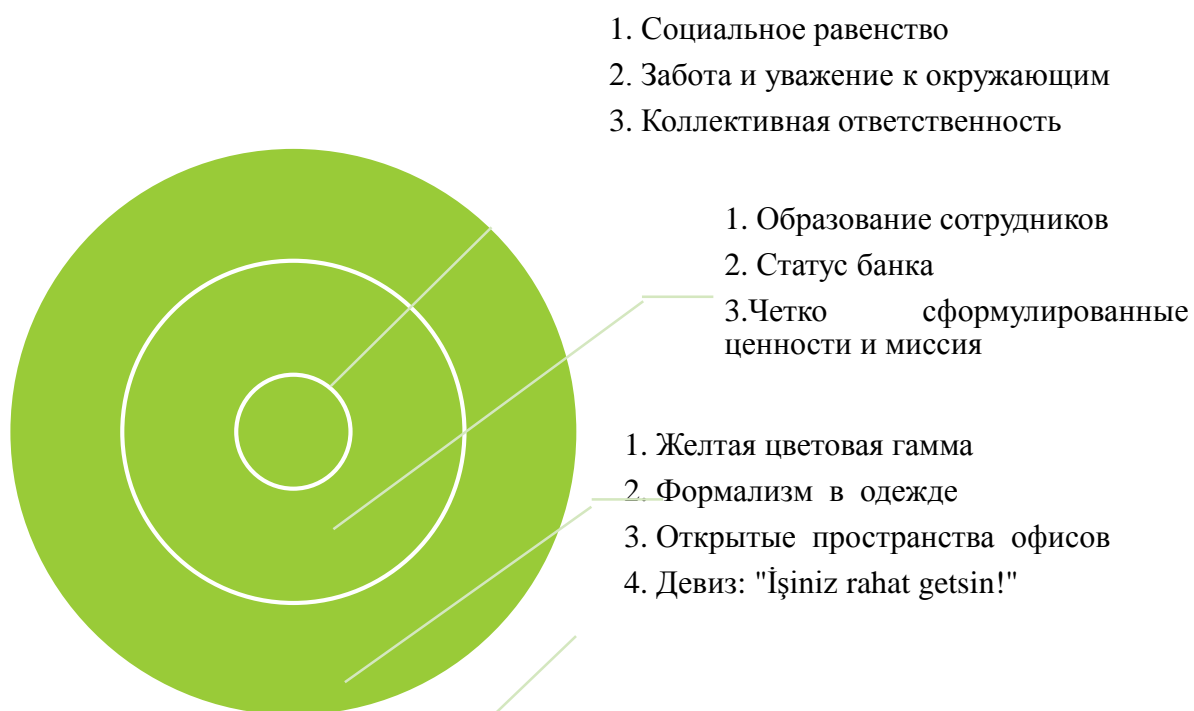 1. Социальное равенство
2. Забота и уважение к окружающим
3. Коллективная ответственность
1. Образование сотрудников
2. Статус банка
3.Четко сформулированные
ценности и миссия
1. Желтая цветовая гамма
2. Формализм в одежде
3. Открытые пространства офисов
4. Девиз: "İşiniz rahat getsin!"